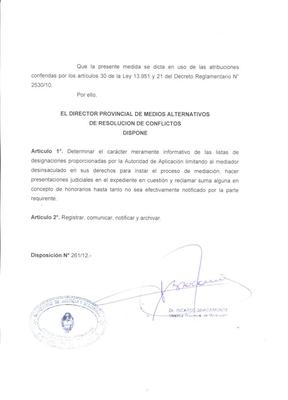 Que la presente medida se dicta en uso de las atribuciones
conferidas por los artículos 30 de la Ley 13.951 y 21 del Decreto Reglamentario N°
2530/10.
Por ello,
EL DIRECTOR PROVINCIAL DE MEDIOS ALTERNATIVOS
DE RESOLUCION DE CONFLICTOS
DISPONE
Artículo 1°. Determinar el carácter meramente informativo de las listas de
designaciones proporcionadas por la Autoridad de Aplicación limitando al mediador
desinsaculado en sus derechos para instar el proceso de mediación, hacer
presentaciones judiciales en el expediente en cuestión y reclamar suma alguna en
concepto de honorarios hasta tanto no sea efectivamente notificado por la parte
requirente.
Artículo 2°. Registrar, comunicar, notificar y archivar.
Disposición N° 261/12.-